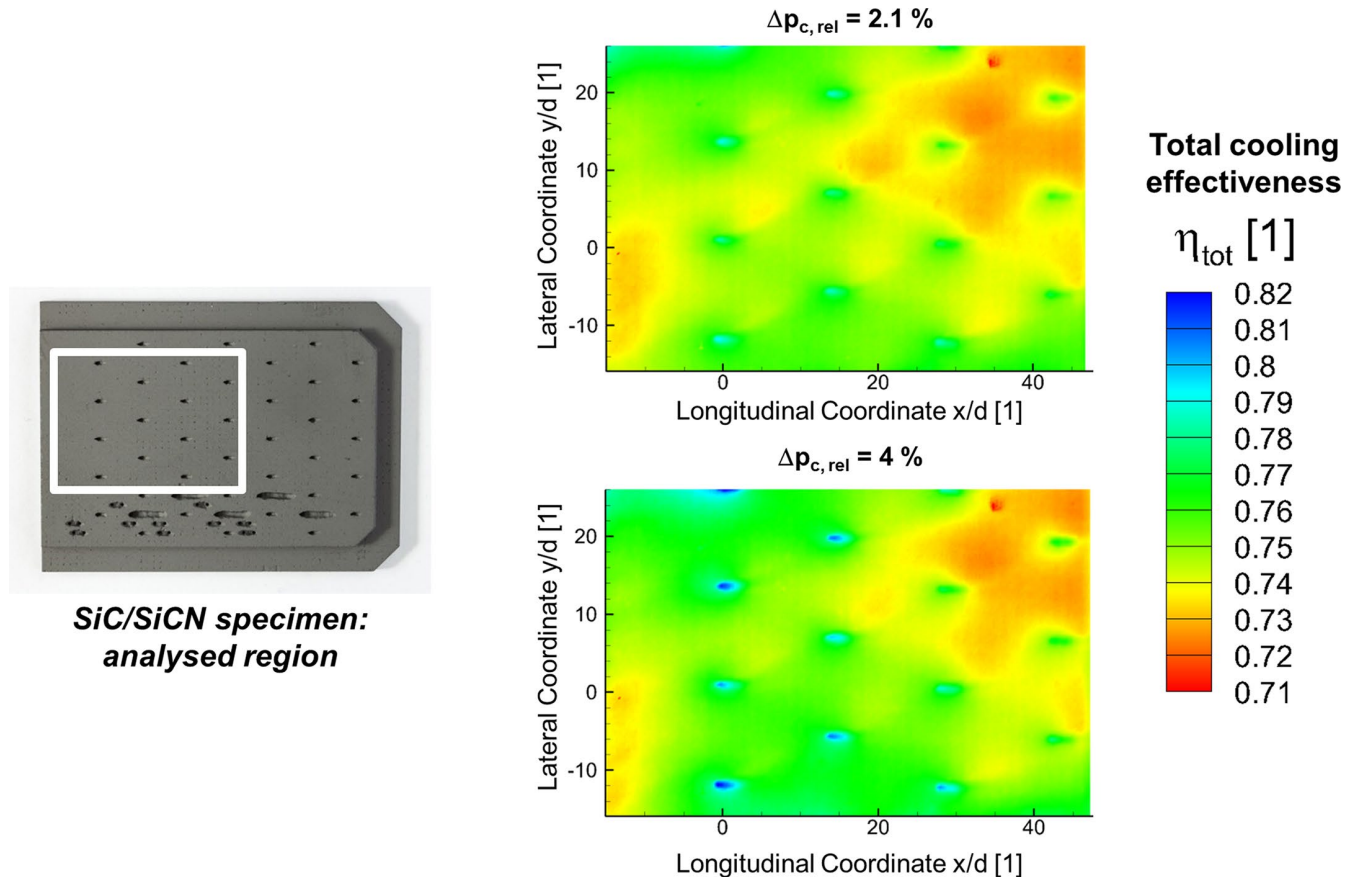 Δp_c, rel = 2.1 %
Lateral Coordinate y/d [1]
20
10
0
-10
0 20 40
Longitudinal Coordinate x/d [1]
Δp_c, rel = 4 %
Lateral Coordinate y/d [1]
20
10
0
-10
0 20 40
Longitudinal Coordinate x/d [1]
SiC/SiCN specimen:
analysed region
Total cooling
effectiveness
η_tot [1]
0.82
0.81
0.8
0.79
0.78
0.77
0.76
0.75
0.74
0.73
0.72
0.71